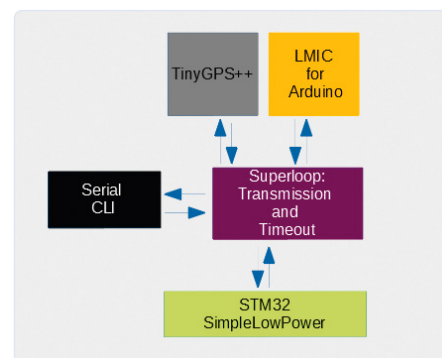 TinyGPS++
LMIC
for
Arduino
Serial
CLI
Superloop:
Transmission
and
Timeout
STM32
SimpleLowPower